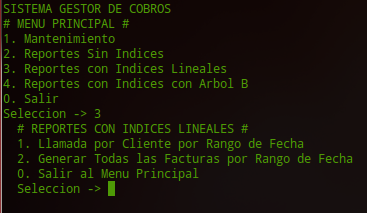 SISTEMA GESTOR DE COBROS
# MENU PRINCIPAL #
1. Mantenimiento
2. Reportes Sin Indices
3. Reportes con Indices Lineales
4. Reportes con Indices con Arbol B
0. Salir
Seleccion -> 3
# REPORTES CON INDICES LINEALES #
1. Llamada por Cliente por Rango de Fecha
2. Generar Todas las Facturas por Rango de Fecha
0. Salir al Menu Principal
Seleccion ->